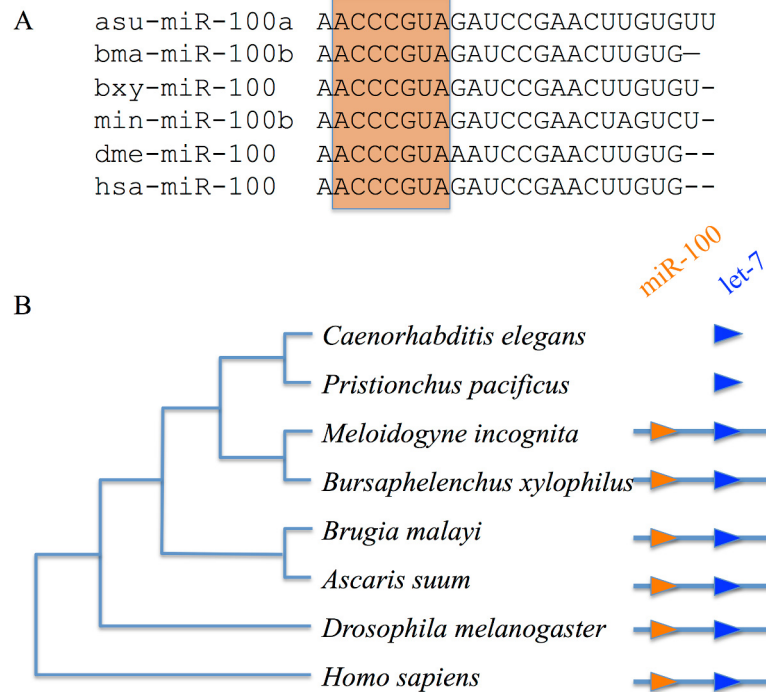 A
asu-miR-100a AACCCGUAGAUCCGAACUUGUGUU
bma-miR-100b AACCCGUAGAUCCGAACUUGUG—
bxy-miR-100 AACCCGUAGAUCCGAACUUGUGU-
min-miR-100b AACCCGUAGAUCCGAACUAGUCU-
dme-miR-100 AACCCGUAAAUCCGAACUUGUG--
hsa-miR-100 AACCCGUAGAUCCGAACUUGUG--
miR-100
let-7
B
Caenorhabditis elegans
Pristionchus pacificus
Meloidogyne incognita
Bursaphelenchus xylophilus
Brugia malayi
Ascaris suum
Drosophila melanogaster
Homo sapiens